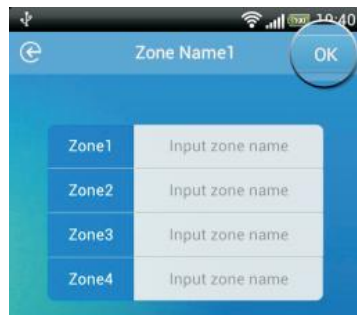 19:40
Zone Name1 OK
Zone1 Input zone name
Zone2 Input zone name
Zone3 Input zone name
Zone4 Input zone name